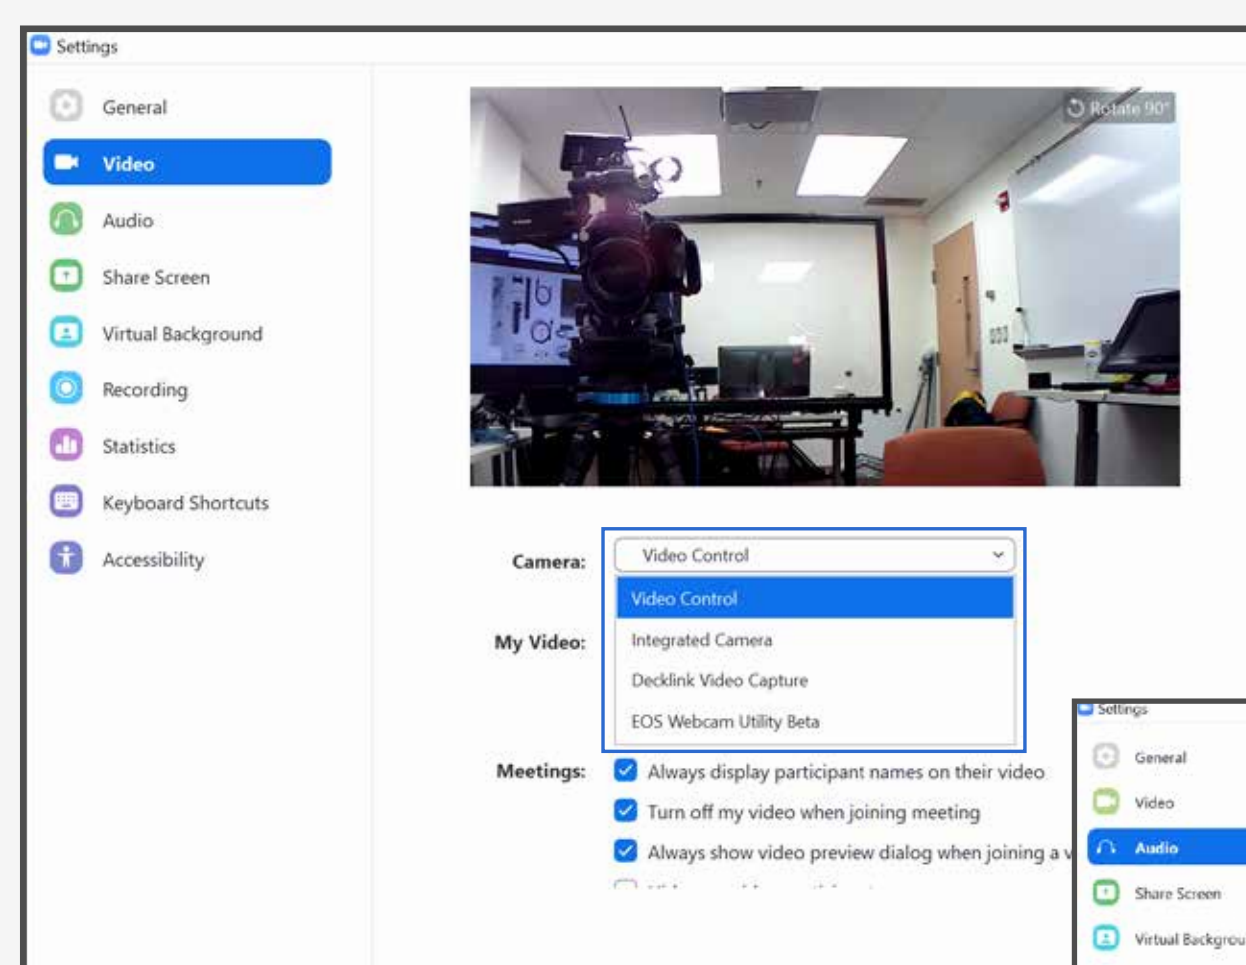 Settings
General
Video
Audio
Share Screen
Virtual Background
Recording
Statistics
Keyboard Shortcuts
Accessibility
Rotate 90°
Camera:
Video Control
Video Control
Integrated Camera
Decklink Video Capture
EOS Webcam Utility Beta
My Video:
Meetings:
Always display participant names on their video
Turn off my video when joining meeting
Always show video preview dialog when joining a v
Settings
General
Video
Audio
Share Screen
Virtual Backgrou